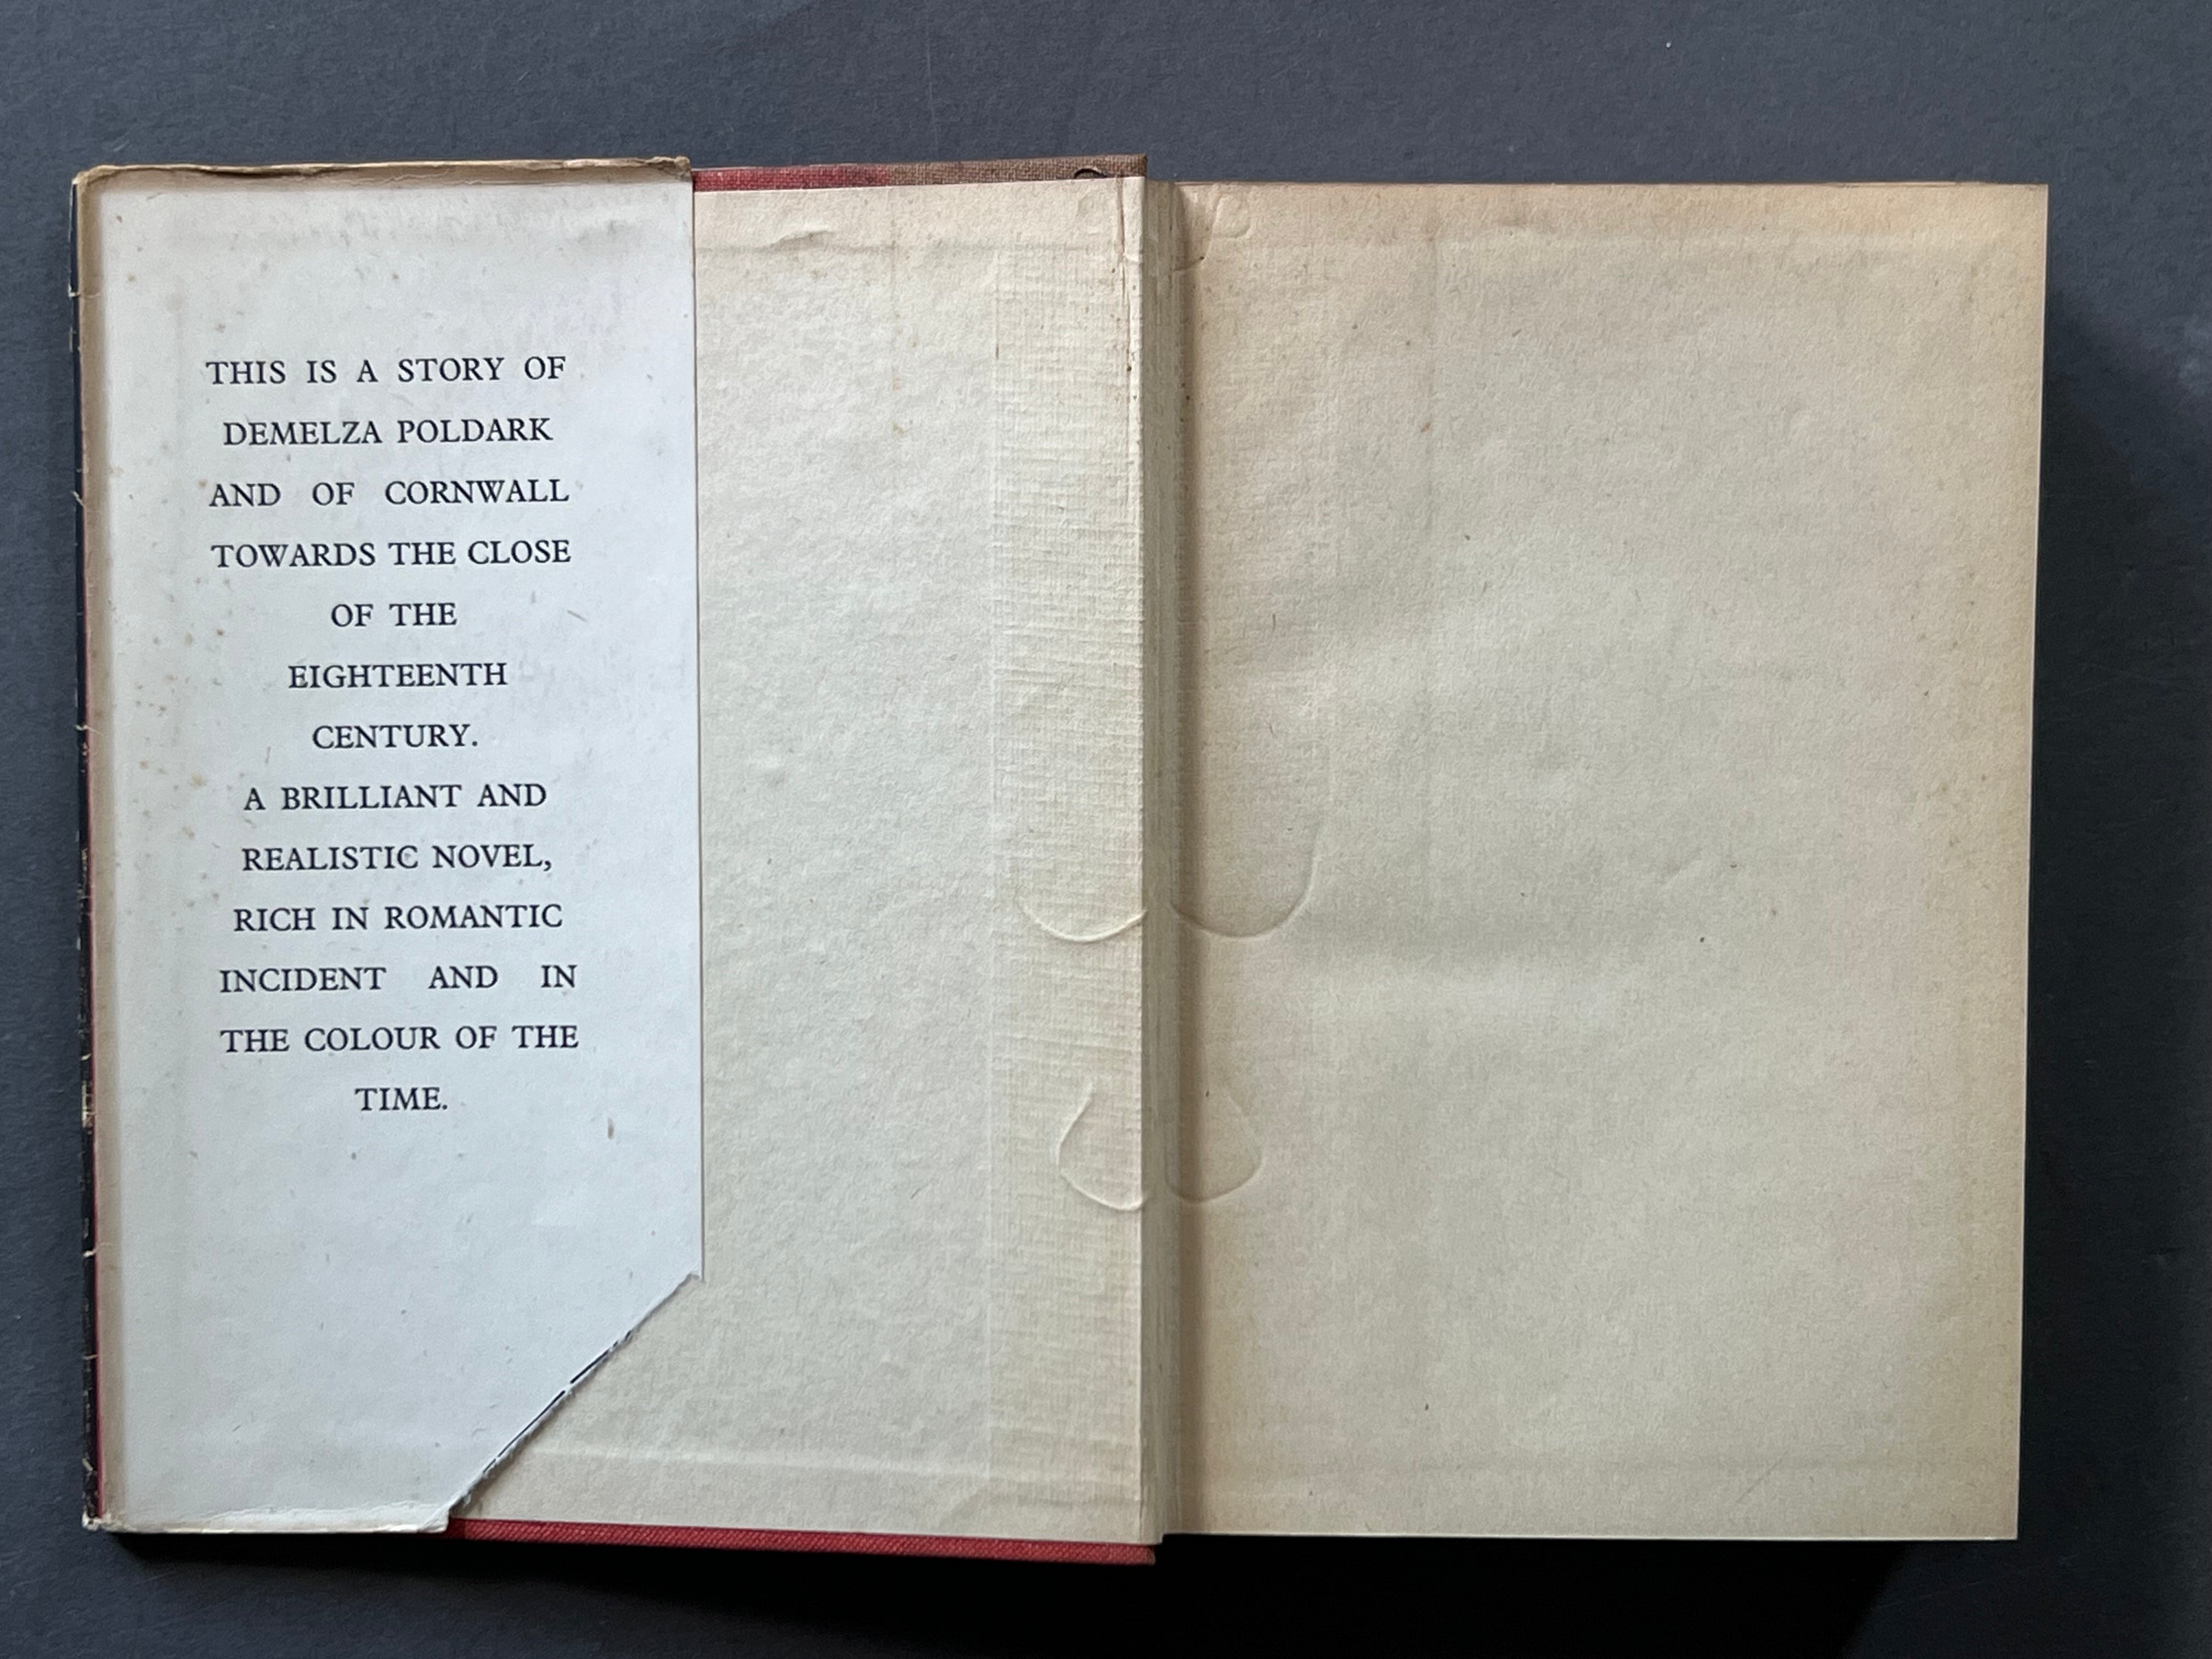 THIS IS A STORY OF
DEMELZA POLDARK
AND OF CORNWALL
TOWARDS THE CLOSE
OF THE
EIGHTEENTH
CENTURY.
A BRILLIANT AND
REALISTIC NOVEL,
RICH IN ROMANTIC
INCIDENT AND IN
THE COLOUR OF THE
TIME.